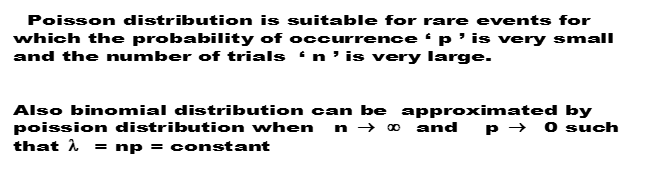 Poisson distribution is suitable for rare events for
which the probability of occurrence ‘ p ’ is very small
and the number of trials ‘ n ’ is very large.
Also binomial distribution can be approximated by
poission distribution when n → ∞ and p → 0 such
that λ = np = constant